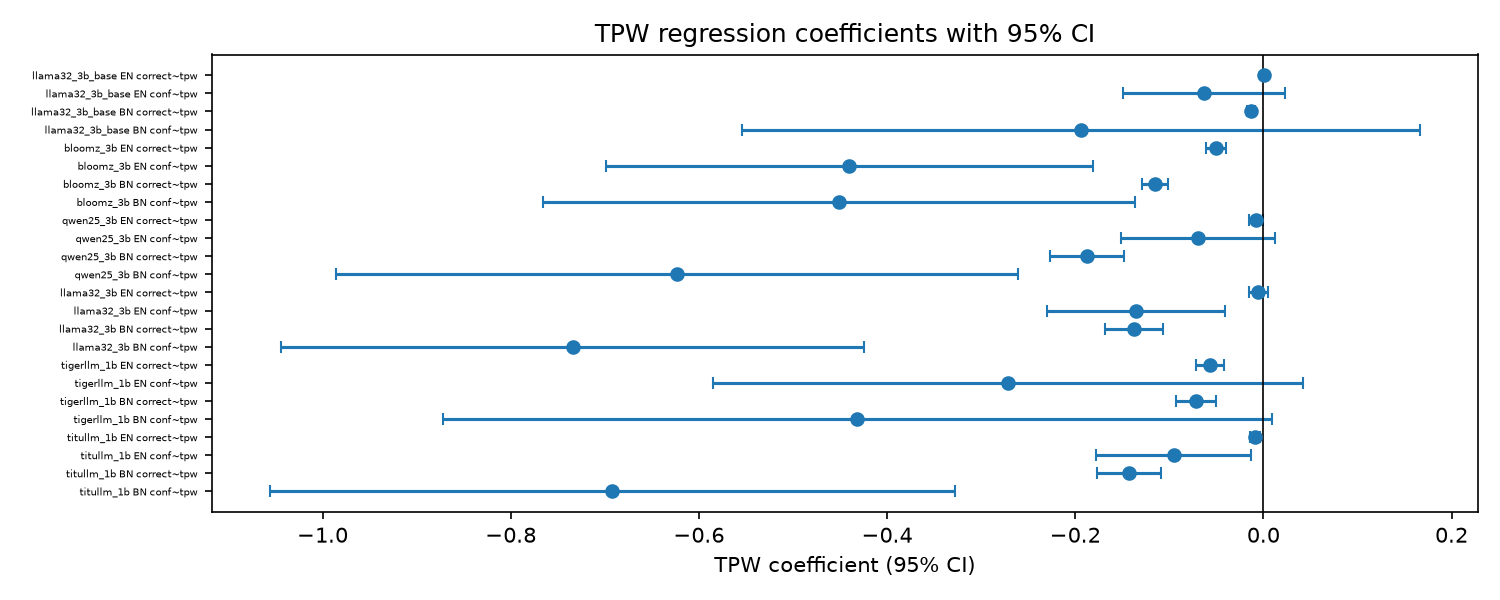 TPW regression coefficients with 95% CI
llama32_3b_base EN correct~tpw
llama32_3b_base EN conf~tpw
llama32_3b_base BN correct~tpw
llama32_3b_base BN conf~tpw
bloomz_3b EN correct~tpw
bloomz_3b EN conf~tpw
bloomz_3b BN correct~tpw
bloomz_3b BN conf~tpw
qwen25_3b EN correct~tpw
qwen25_3b EN conf~tpw
qwen25_3b BN correct~tpw
qwen25_3b BN conf~tpw
llama32_3b EN correct~tpw
llama32_3b EN conf~tpw
llama32_3b BN correct~tpw
llama32_3b BN conf~tpw
tigerllm_1b EN correct~tpw
tigerllm_1b EN conf~tpw
tigerllm_1b BN correct~tpw
tigerllm_1b BN conf~tpw
titullm_1b EN correct~tpw
titullm_1b EN conf~tpw
titullm_1b BN correct~tpw
titullm_1b BN conf~tpw
−1.0 −0.8 −0.6 −0.4 −0.2 0.0 0.2
TPW coefficient (95% CI)